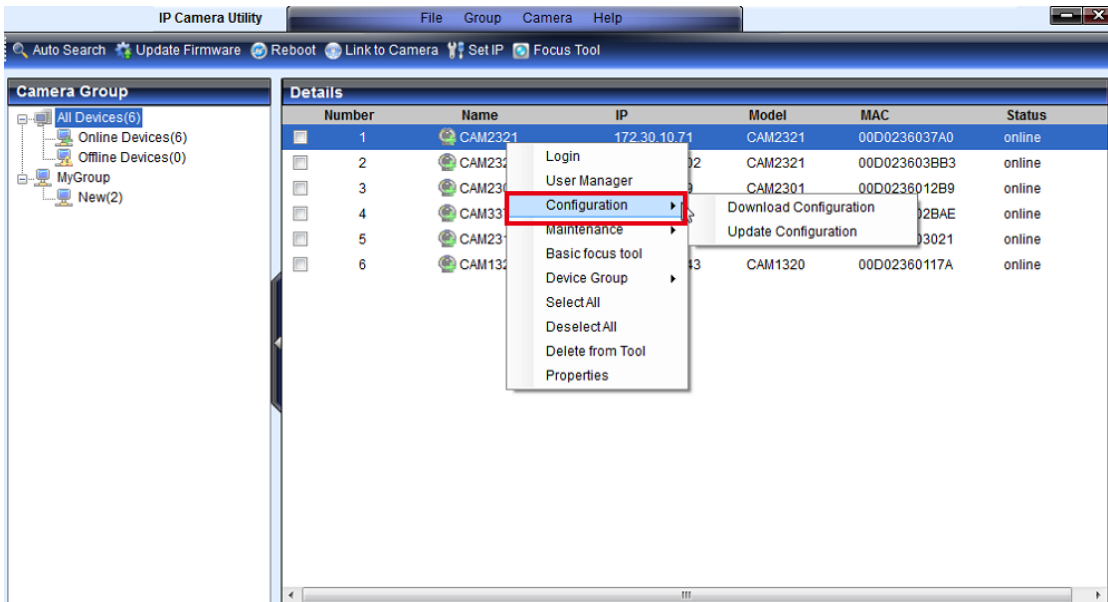 IP Camera Utility File Group Camera Help
Auto Search Update Firmware Reboot Link to Camera Set IP Focus Tool
Camera Group
All Devices(6)
Online Devices(6)
Offline Devices(0)
MyGroup
New(2)
Details
Number Name IP Model MAC Status
1 CAM2321 172.30.10.71 CAM2321 00D0236037A0 online
2 CAM232 02 CAM2321 00D023603BB3 online
3 CAM230 9 CAM2301 00D0236012B9 online
4 CAM33 02BAE online
5 CAM231 03021 online
6 CAM132 43 CAM1320 00D02360117A online
Login
User Manager
Configuration
Maintenance
Basic focus tool
Device Group
Select All
Deselect All
Delete from Tool
Properties
Download Configuration
Update Configuration